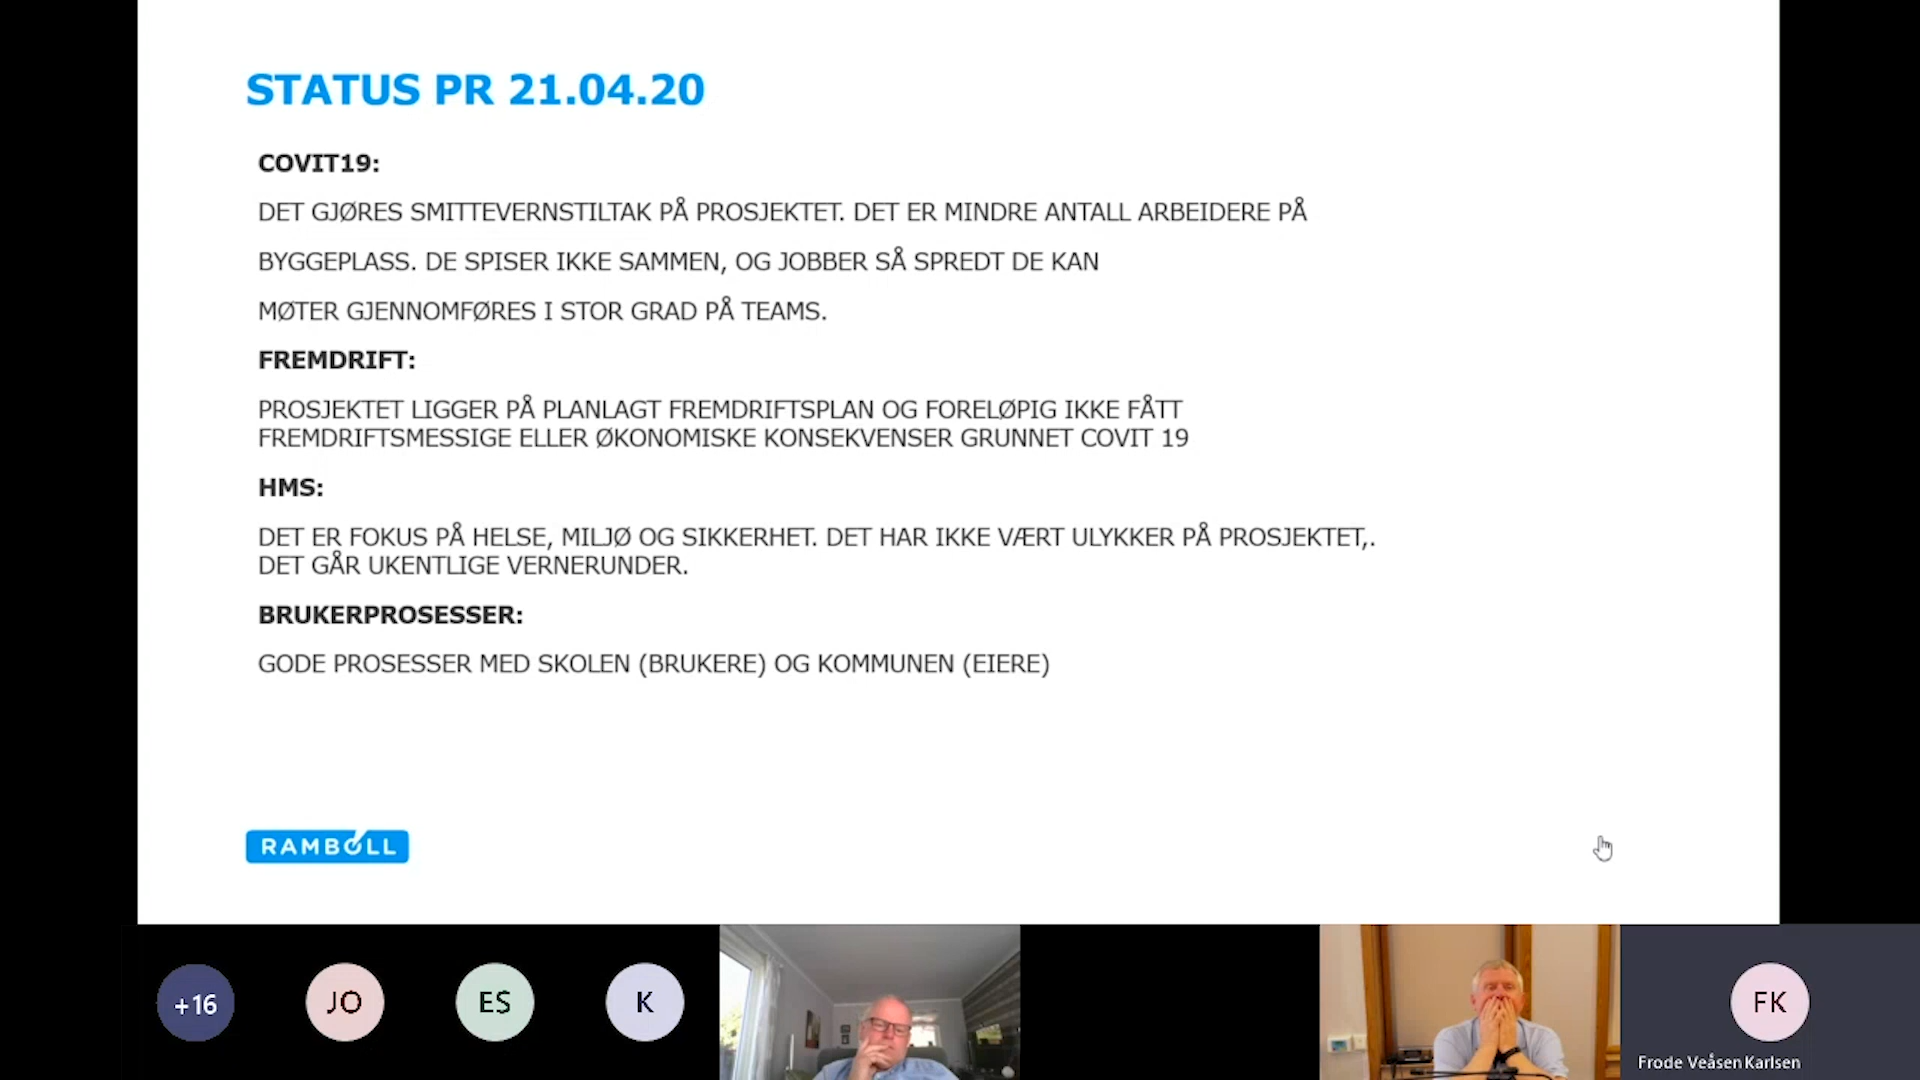 STATUS PR 21.04.20
COVIT19:
DET GJØRES SMITTEVERNSTILTAK PÅ PROSJEKTET. DET ER MINDRE ANTALL ARBEIDERE PÅ
BYGGEPLASS. DE SPISER IKKE SAMMEN, OG JOBBER SÅ SPREDT DE KAN
MØTER GJENNOMFØRES I STOR GRAD PÅ TEAMS.
FREMDRIFT:
PROSJEKTET LIGGER PÅ PLANLAGT FREMDRIFTSPLAN OG FORELØPIG IKKE FÅTT
FREMDRIFTSMESSIGE ELLER ØKONOMISKE KONSEKVENSER GRUNNET COVIT 19
HMS:
DET ER FOKUS PÅ HELSE, MILJØ OG SIKKERHET. DET HAR IKKE VÆRT ULYKKER PÅ PROSJEKTET,.
DET GÅR UKENTLIGE VERNERUNDER.
BRUKERPROSESSER:
GODE PROSESSER MED SKOLEN (BRUKERE) OG KOMMUNEN (EIERE)
RAMBØLL
+16
JO
ES
K
FK
Frode Veåsen Karlsen